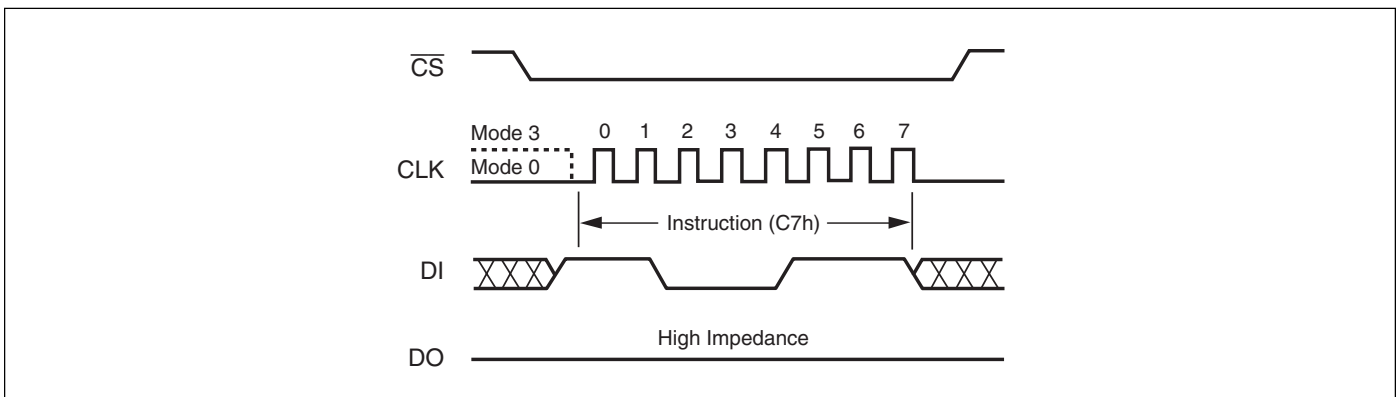 CS
Mode 3
0 1 2 3 4 5 6 7
CLK
Mode 0
Instruction (C7h)
DI
High Impedance
DO